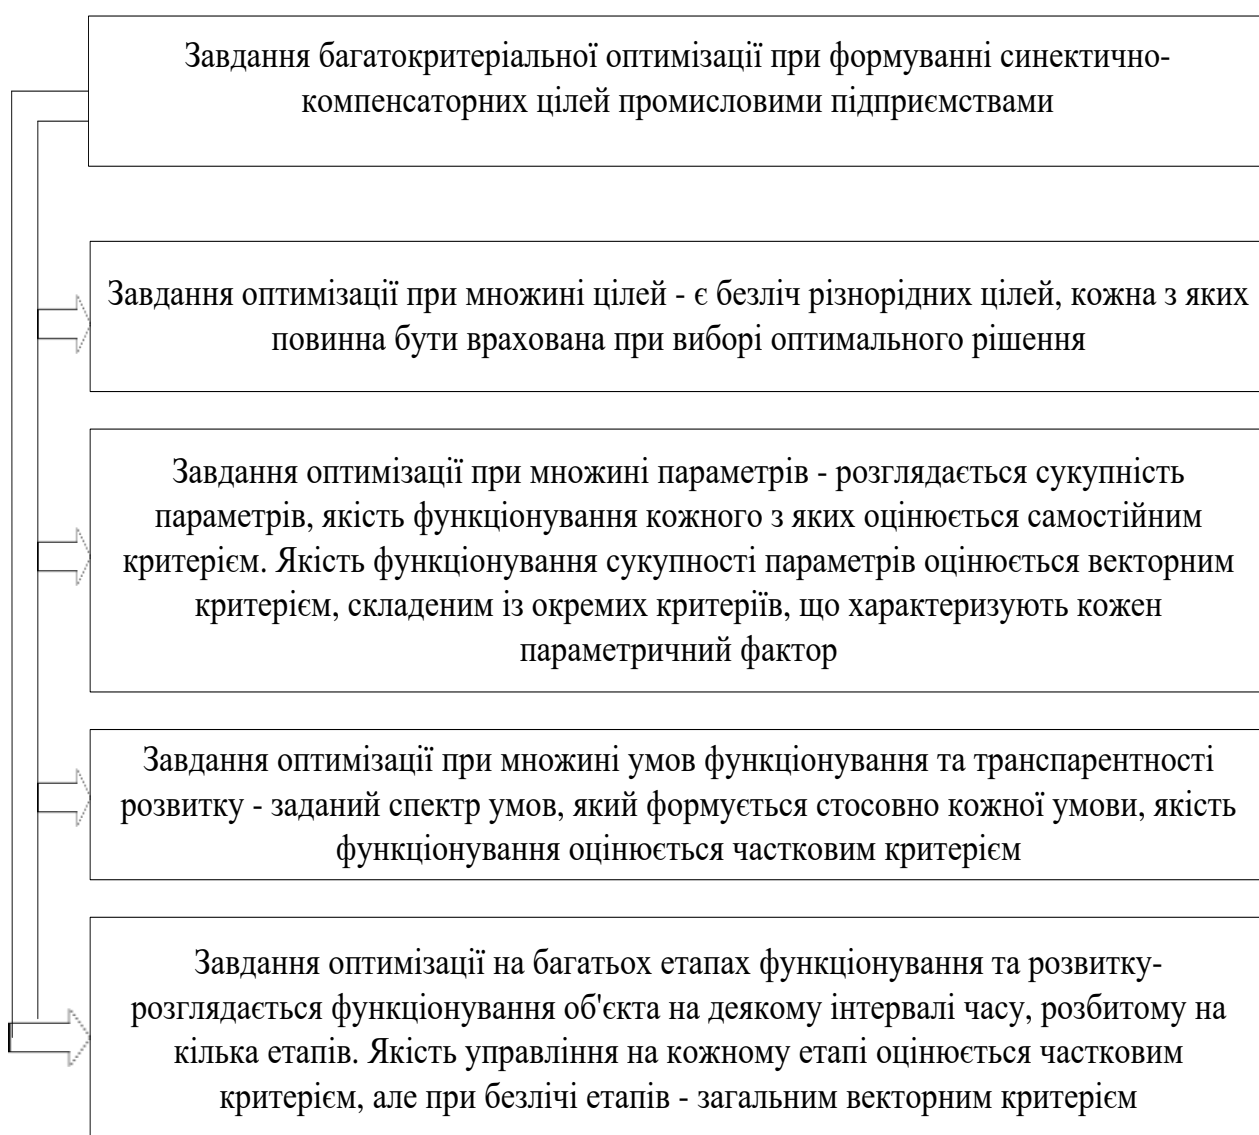 Завдання багатокритеріальної оптимізації при формуванні синектично-
компенсаторних цілей промисловими підприємствами
Завдання оптимізації при множині цілей - є безліч різнорідних цілей, кожна з яких
повинна бути врахована при виборі оптимального рішення
Завдання оптимізації при множині параметрів - розглядається сукупність
параметрів, якість функціонування кожного з яких оцінюється самостійним
критерієм. Якість функціонування сукупності параметрів оцінюється векторним
критерієм, складеним із окремих критеріїв, що характеризують кожен
параметричний фактор
Завдання оптимізації при множині умов функціонування та транспарентності
розвитку - заданий спектр умов, який формується стосовно кожної умови, якість
функціонування оцінюється частковим критерієм
Завдання оптимізації на багатьох етапах функціонування та розвитку-
розглядається функціонування об'єкта на деякому інтервалі часу, розбитому на
кілька етапів. Якість управління на кожному етапі оцінюється частковим
критерієм, але при безлічі етапів - загальним векторним критерієм